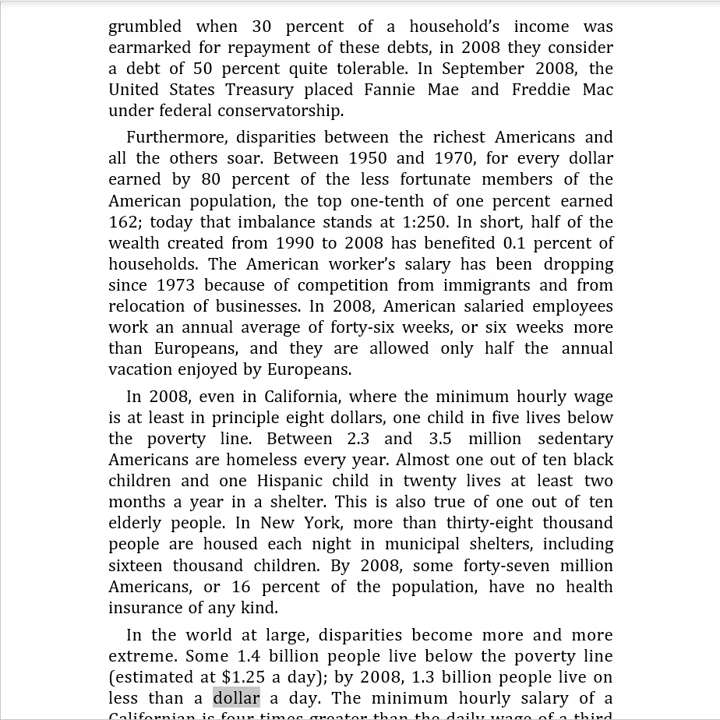 grumbled when 30 percent of a household’s income was
earmarked for repayment of these debts, in 2008 they consider
a debt of 50 percent quite tolerable. In September 2008, the
United States Treasury placed Fannie Mae and Freddie Mac
under federal conservatorship.
Furthermore, disparities between the richest Americans and
all the others soar. Between 1950 and 1970, for every dollar
earned by 80 percent of the less fortunate members of the
American population, the top one-tenth of one percent earned
162; today that imbalance stands at 1:250. In short, half of the
wealth created from 1990 to 2008 has benefited 0.1 percent of
households. The American worker’s salary has been dropping
since 1973 because of competition from immigrants and from
relocation of businesses. In 2008, American salaried employees
work an annual average of forty-six weeks, or six weeks more
than Europeans, and they are allowed only half the annual
vacation enjoyed by Europeans.
In 2008, even in California, where the minimum hourly wage
is at least in principle eight dollars, one child in five lives below
the poverty line. Between 2.3 and 3.5 million sedentary
Americans are homeless every year. Almost one out of ten black
children and one Hispanic child in twenty lives at least two
months a year in a shelter. This is also true of one out of ten
elderly people. In New York, more than thirty-eight thousand
people are housed each night in municipal shelters, including
sixteen thousand children. By 2008, some forty-seven million
Americans, or 16 percent of the population, have no health
insurance of any kind.
In the world at large, disparities become more and more
extreme. Some 1.4 billion people live below the poverty line
(estimated at $1.25 a day); by 2008, 1.3 billion people live on
less than a dollar a day. The minimum hourly salary of a
Californian is four times greater than the daily wage of a third